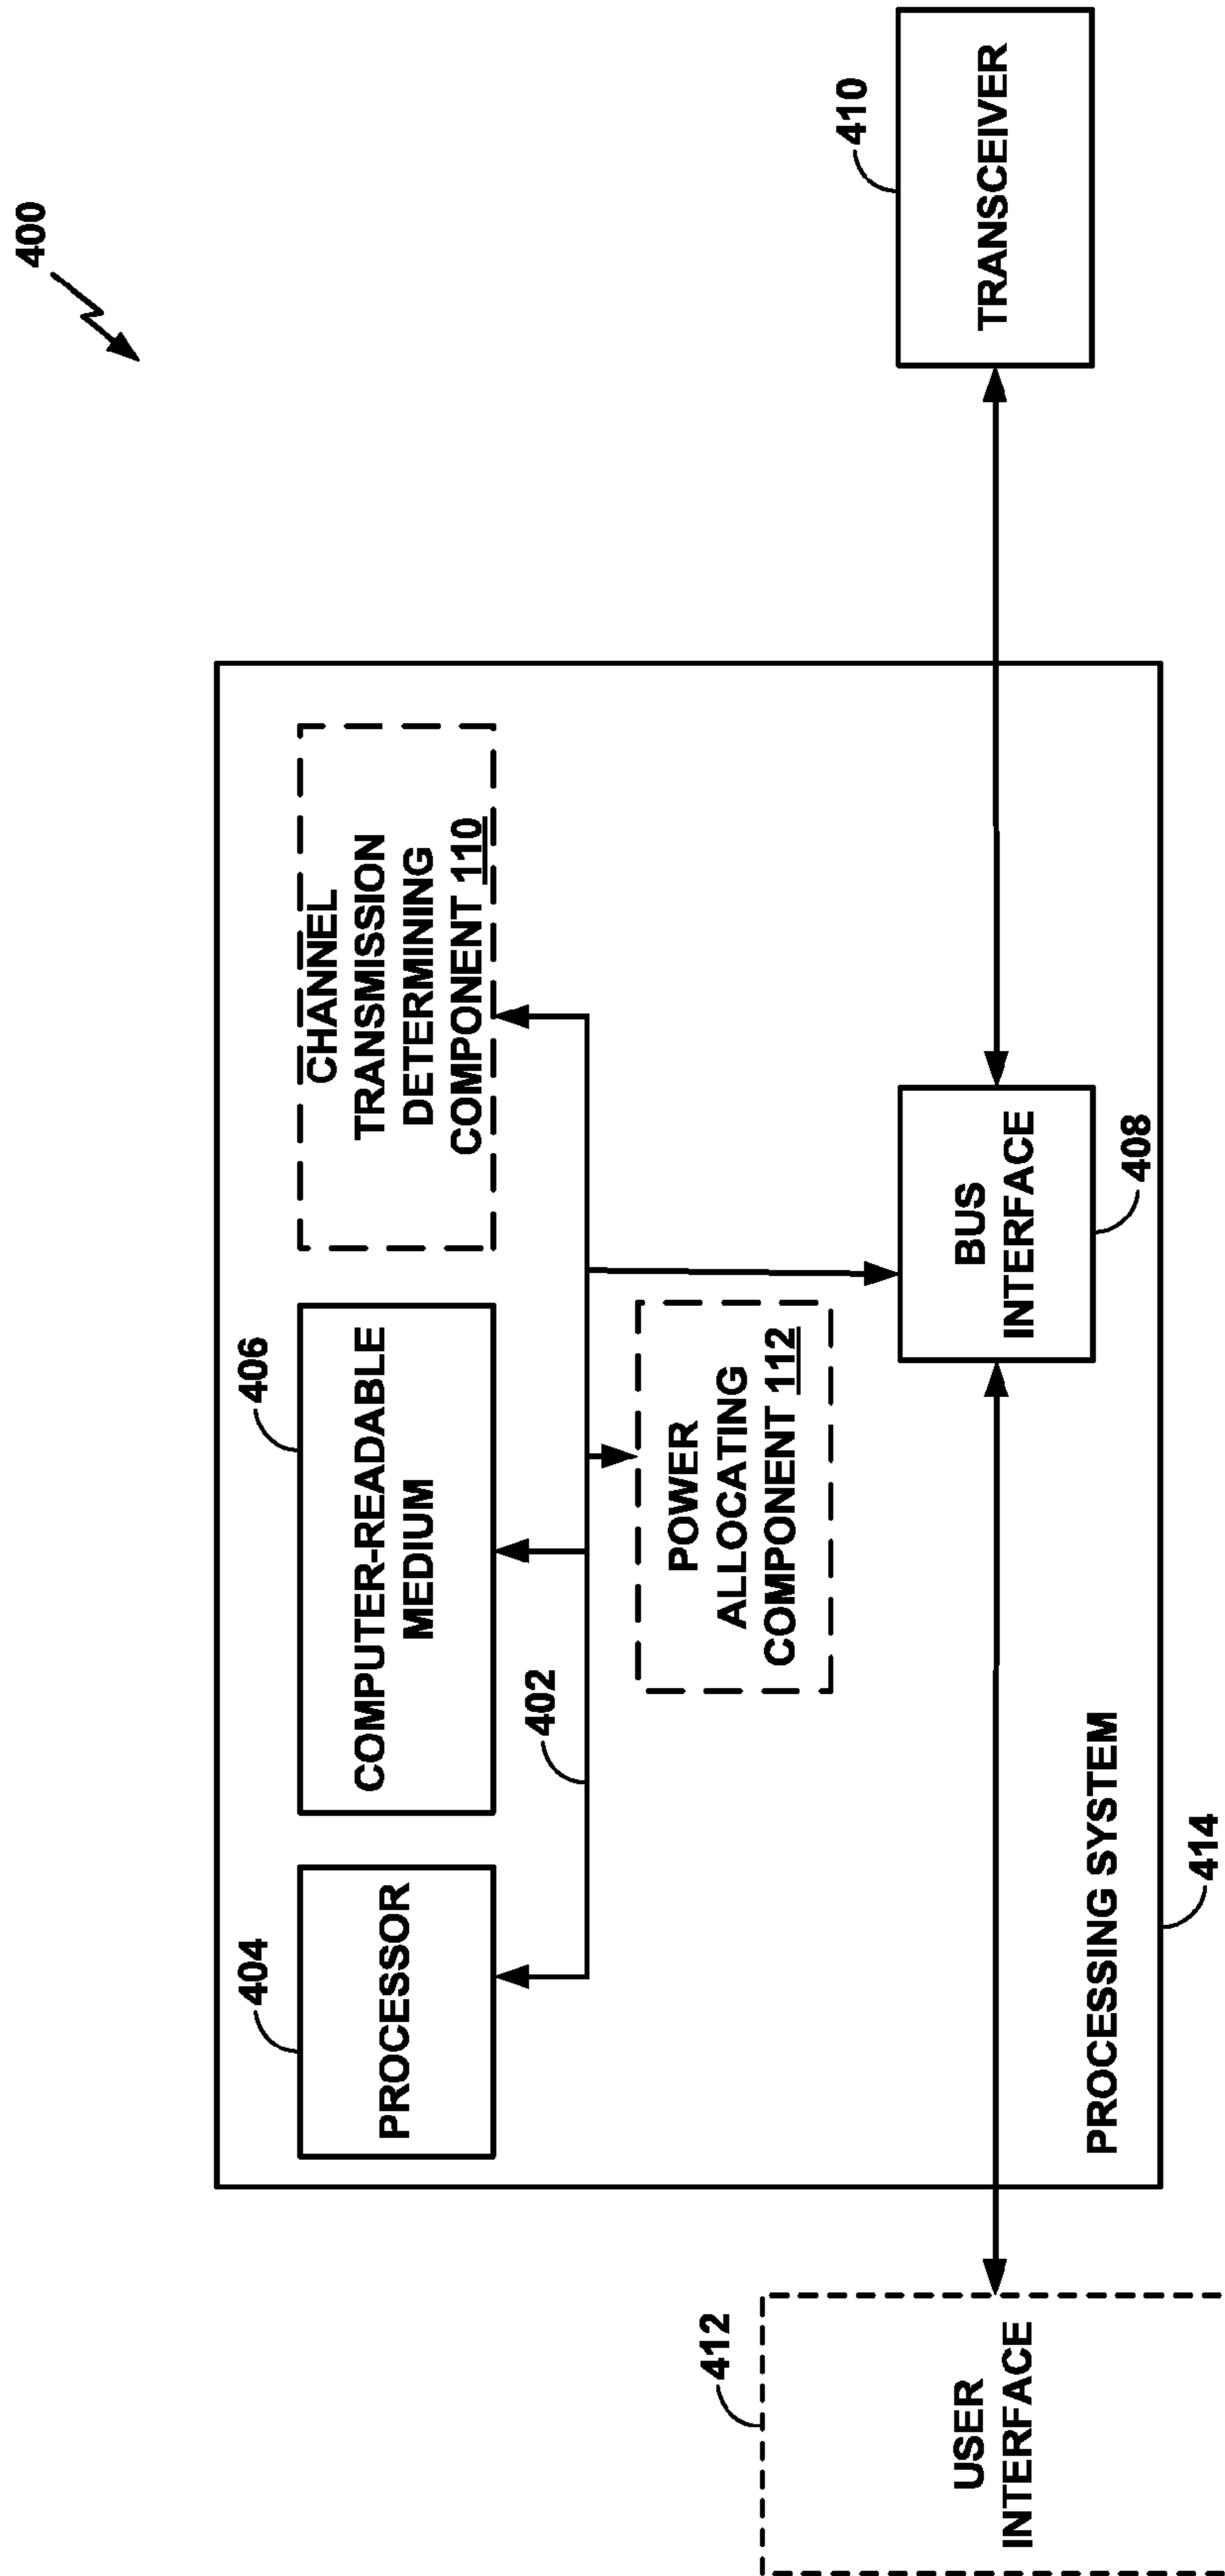 400
404
PROCESSOR
406
COMPUTER-READABLE
MEDIUM
CHANNEL
TRANSMISSION
DETERMINING
COMPONENT 110
402
POWER
ALLOCATING
COMPONENT 112
412
USER
INTERFACE
BUS
INTERFACE
408
410
TRANSCEIVER
PROCESSING SYSTEM
414